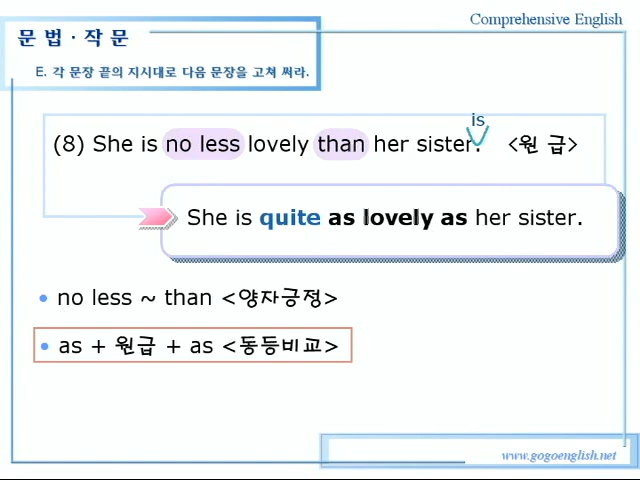 Comprehensive English
문 법 · 작 문
E. 각 문장 끝의 지시대로 다음 문장을 고쳐 써라.
is
(8) She is no less lovely than her sister. <원 급>
She is quite as lovely as her sister.
• no less ~ than <양자긍정>
• as + 원급 + as <동등비교>
www.gogoenglish.net